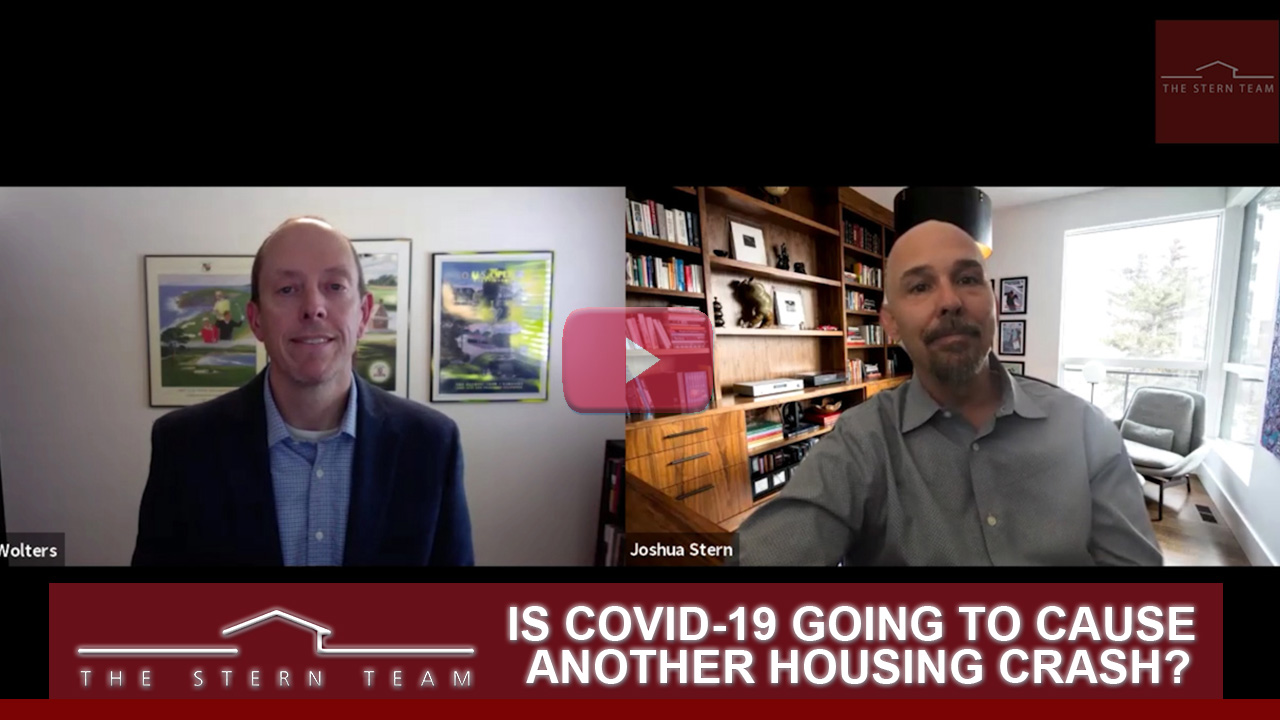 THE STERN TEAM
Wolters
Joshua Stern
THE STERN TEAM
IS COVID-19 GOING TO CAUSE
ANOTHER HOUSING CRASH?